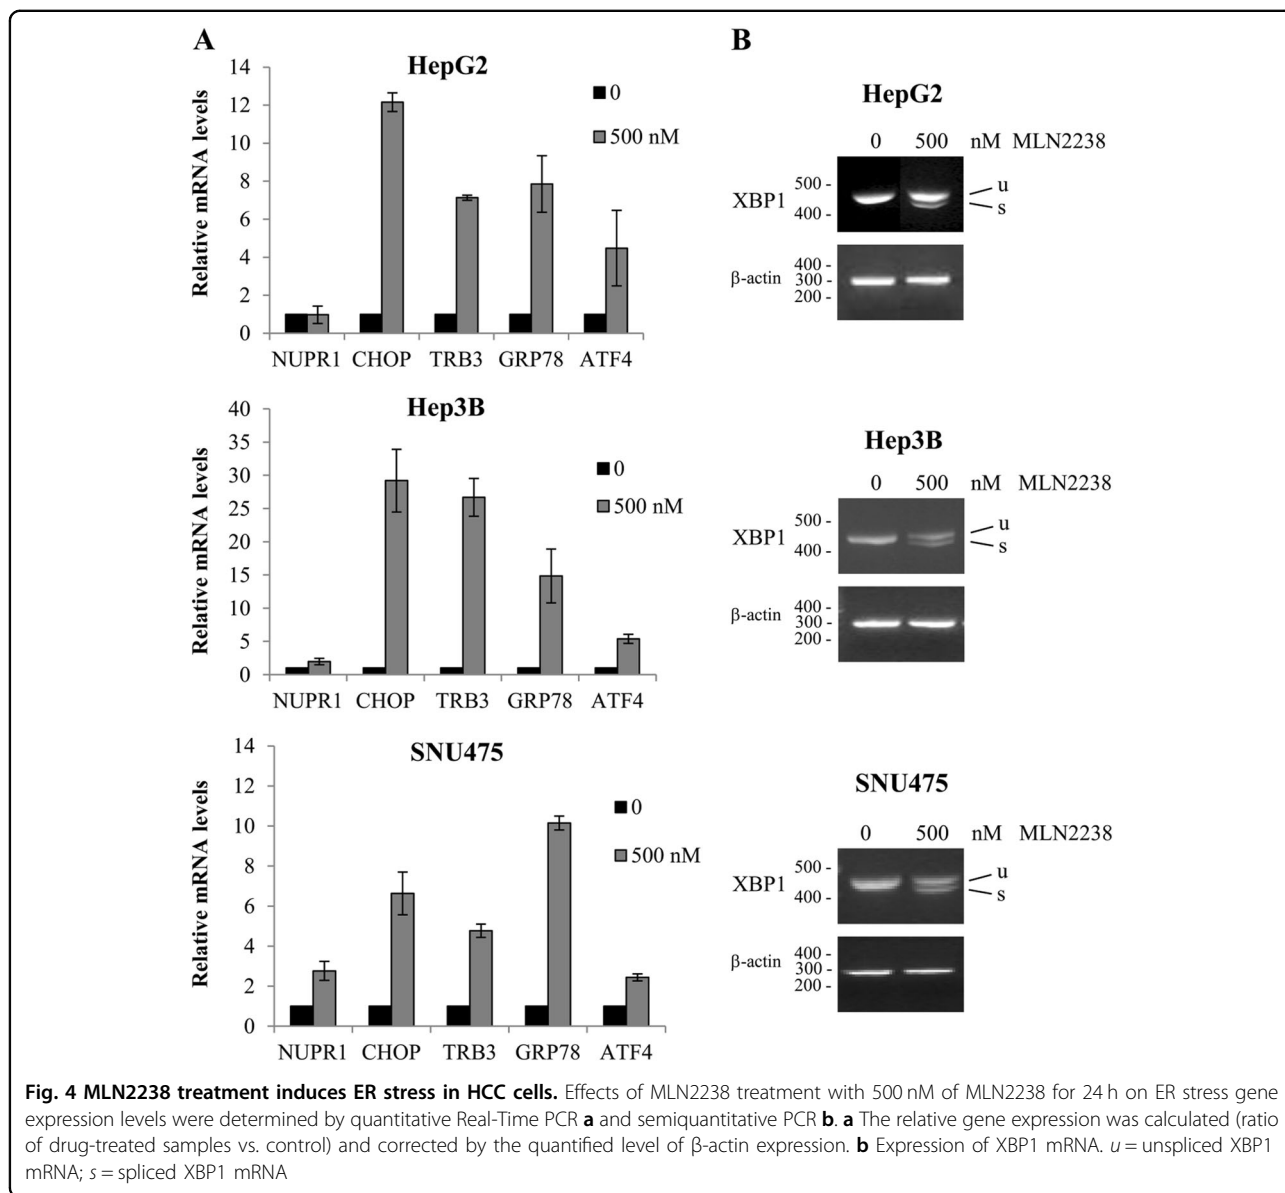 A
HepG2
Relative mRNA levels
14
12
10
8
6
4
2
0
0
500 nM
NUPR1 CHOP TRB3 GRP78 ATF4
Hep3B
Relative mRNA levels
40
35
30
25
20
15
10
5
0
0
500 nM
NUPR1 CHOP TRB3 GRP78 ATF4
SNU475
Relative mRNA levels
14
12
10
8
6
4
2
0
0
500 nM
NUPR1 CHOP TRB3 GRP78 ATF4
B
HepG2
0 500 nM MLN2238
XBP1
500 -
400 -
u
s
β-actin
400 -
300 -
200 -
Hep3B
0 500 nM MLN2238
XBP1
500 -
400 -
u
s
β-actin
400 -
300 -
200 -
SNU475
0 500 nM MLN2238
XBP1
500 -
400 -
u
s
β-actin
400 -
300 -
200 -
Fig. 4 MLN2238 treatment induces ER stress in HCC cells. Effects of MLN2238 treatment with 500 nM of MLN2238 for 24 h on ER stress gene
expression levels were determined by quantitative Real-Time PCR a and semiquantitative PCR b. a The relative gene expression was calculated (ratio
of drug-treated samples vs. control) and corrected by the quantified level of β-actin expression. b Expression of XBP1 mRNA. u = unspliced XBP1
mRNA; s = spliced XBP1 mRNA